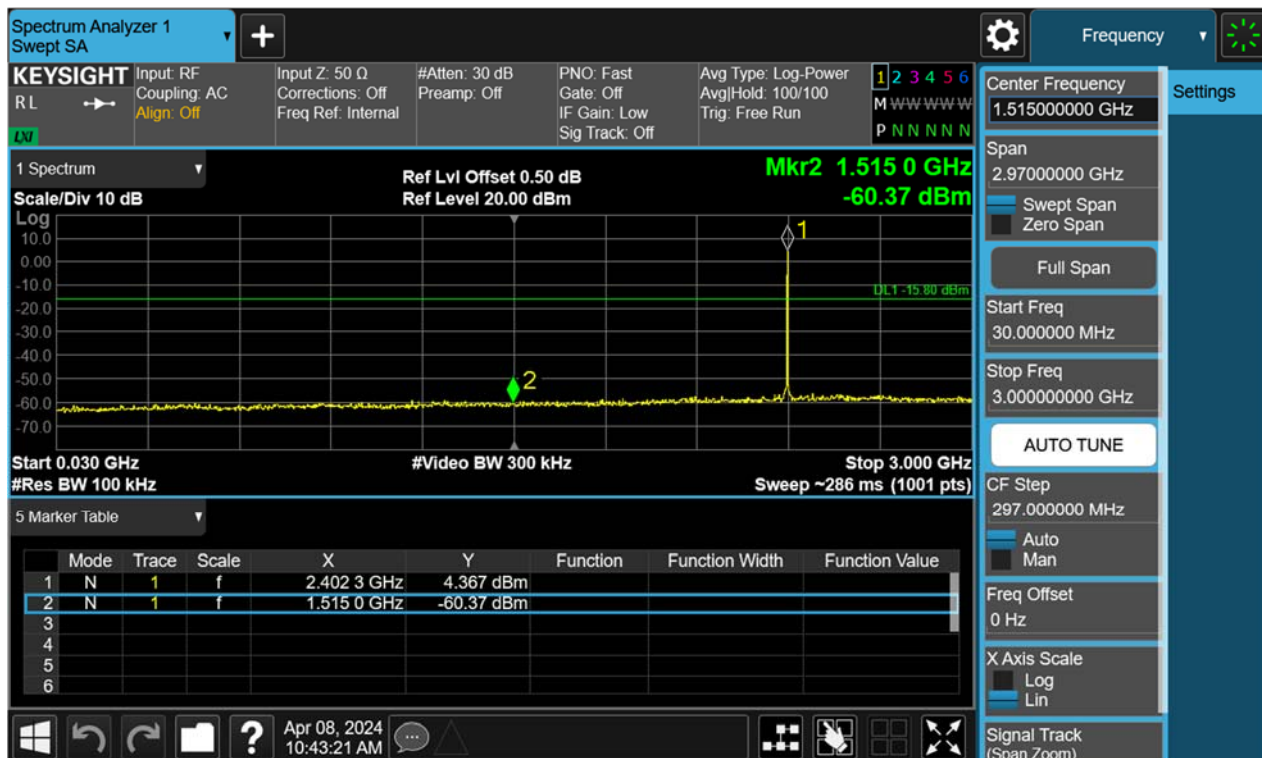 Spectrum Analyzer 1
Swept SA
Frequency
KEYSIGHT
RL
LXI
Input: RF
Coupling: AC
Align: Off
Input Z: 50 Ω
Corrections: Off
Freq Ref: Internal
#Atten: 30 dB
Preamp: Off
PNO: Fast
Gate: Off
IF Gain: Low
Sig Track: Off
Avg Type: Log-Power
Avg|Hold: 100/100
Trig: Free Run
1 2 3 4 5 6
M W W W W W
P N N N N N
1 Spectrum
Scale/Div 10 dB
Ref Lvl Offset 0.50 dB
Ref Level 20.00 dBm
Mkr2 1.515 0 GHz
-60.37 dBm
Log
10.0
0.00
-10.0
-20.0
-30.0
-40.0
-50.0
-60.0
-70.0
1
DL1 -15.80 dBm
2
Start 0.030 GHz
#Video BW 300 kHz
Stop 3.000 GHz
#Res BW 100 kHz
Sweep ~286 ms (1001 pts)
5 Marker Table
Mode Trace Scale X Y Function Function Width Function Value
1 N 1 f 2.402 3 GHz 4.367 dBm
2 N 1 f 1.515 0 GHz -60.37 dBm
3
4
5
6
?
Apr 08, 2024
10:43:21 AM
Center Frequency
1.515000000 GHz
Settings
Span
2.97000000 GHz
Swept Span
Zero Span
Full Span
Start Freq
30.000000 MHz
Stop Freq
3.000000000 GHz
AUTO TUNE
CF Step
297.000000 MHz
Auto
Man
Freq Offset
0 Hz
X Axis Scale
Log
Lin
Signal Track
(Span Zoom)